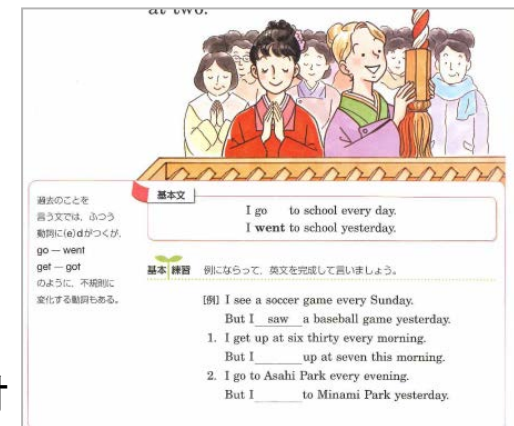 at two.
過去のことを
言う文では，ふつう
動詞に(e)dがつくが，
go — went
get — got
のように，不規則に
変化する動詞もある。
基本文
I go to school every day.
I went to school yesterday.
基本 練習 例にならって，英文を完成して言いましょう。
[例] I see a soccer game every Sunday.
But I saw a baseball game yesterday.
1. I get up at six thirty every morning.
But I ______ up at seven this morning.
2. I go to Asahi Park every evening.
But I ______ to Minami Park yesterday.